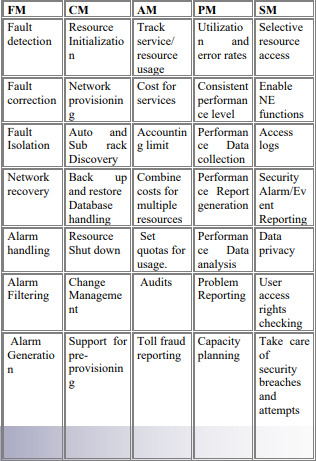 FM CM AM PM SM
Fault detection Resource Initialization Track service/ resource usage Utilization and error rates Selective resource access
Fault correction Network provisioning Cost for services Consistent performance level Enable NE functions
Fault Isolation Auto and Sub rack Discovery Accounting limit Performance Data collection Access logs
Network recovery Back up and restore Database handling Combine costs for multiple resources Performance Report generation Security Alarm/Event Reporting
Alarm handling Resource Shut down Set quotas for usage. Performance Data analysis Data privacy
Alarm Filtering Change Management Audits Problem Reporting User access rights checking
Alarm Generation Support for pre-provisioning Toll fraud reporting Capacity planning Take care of security breaches and attempts